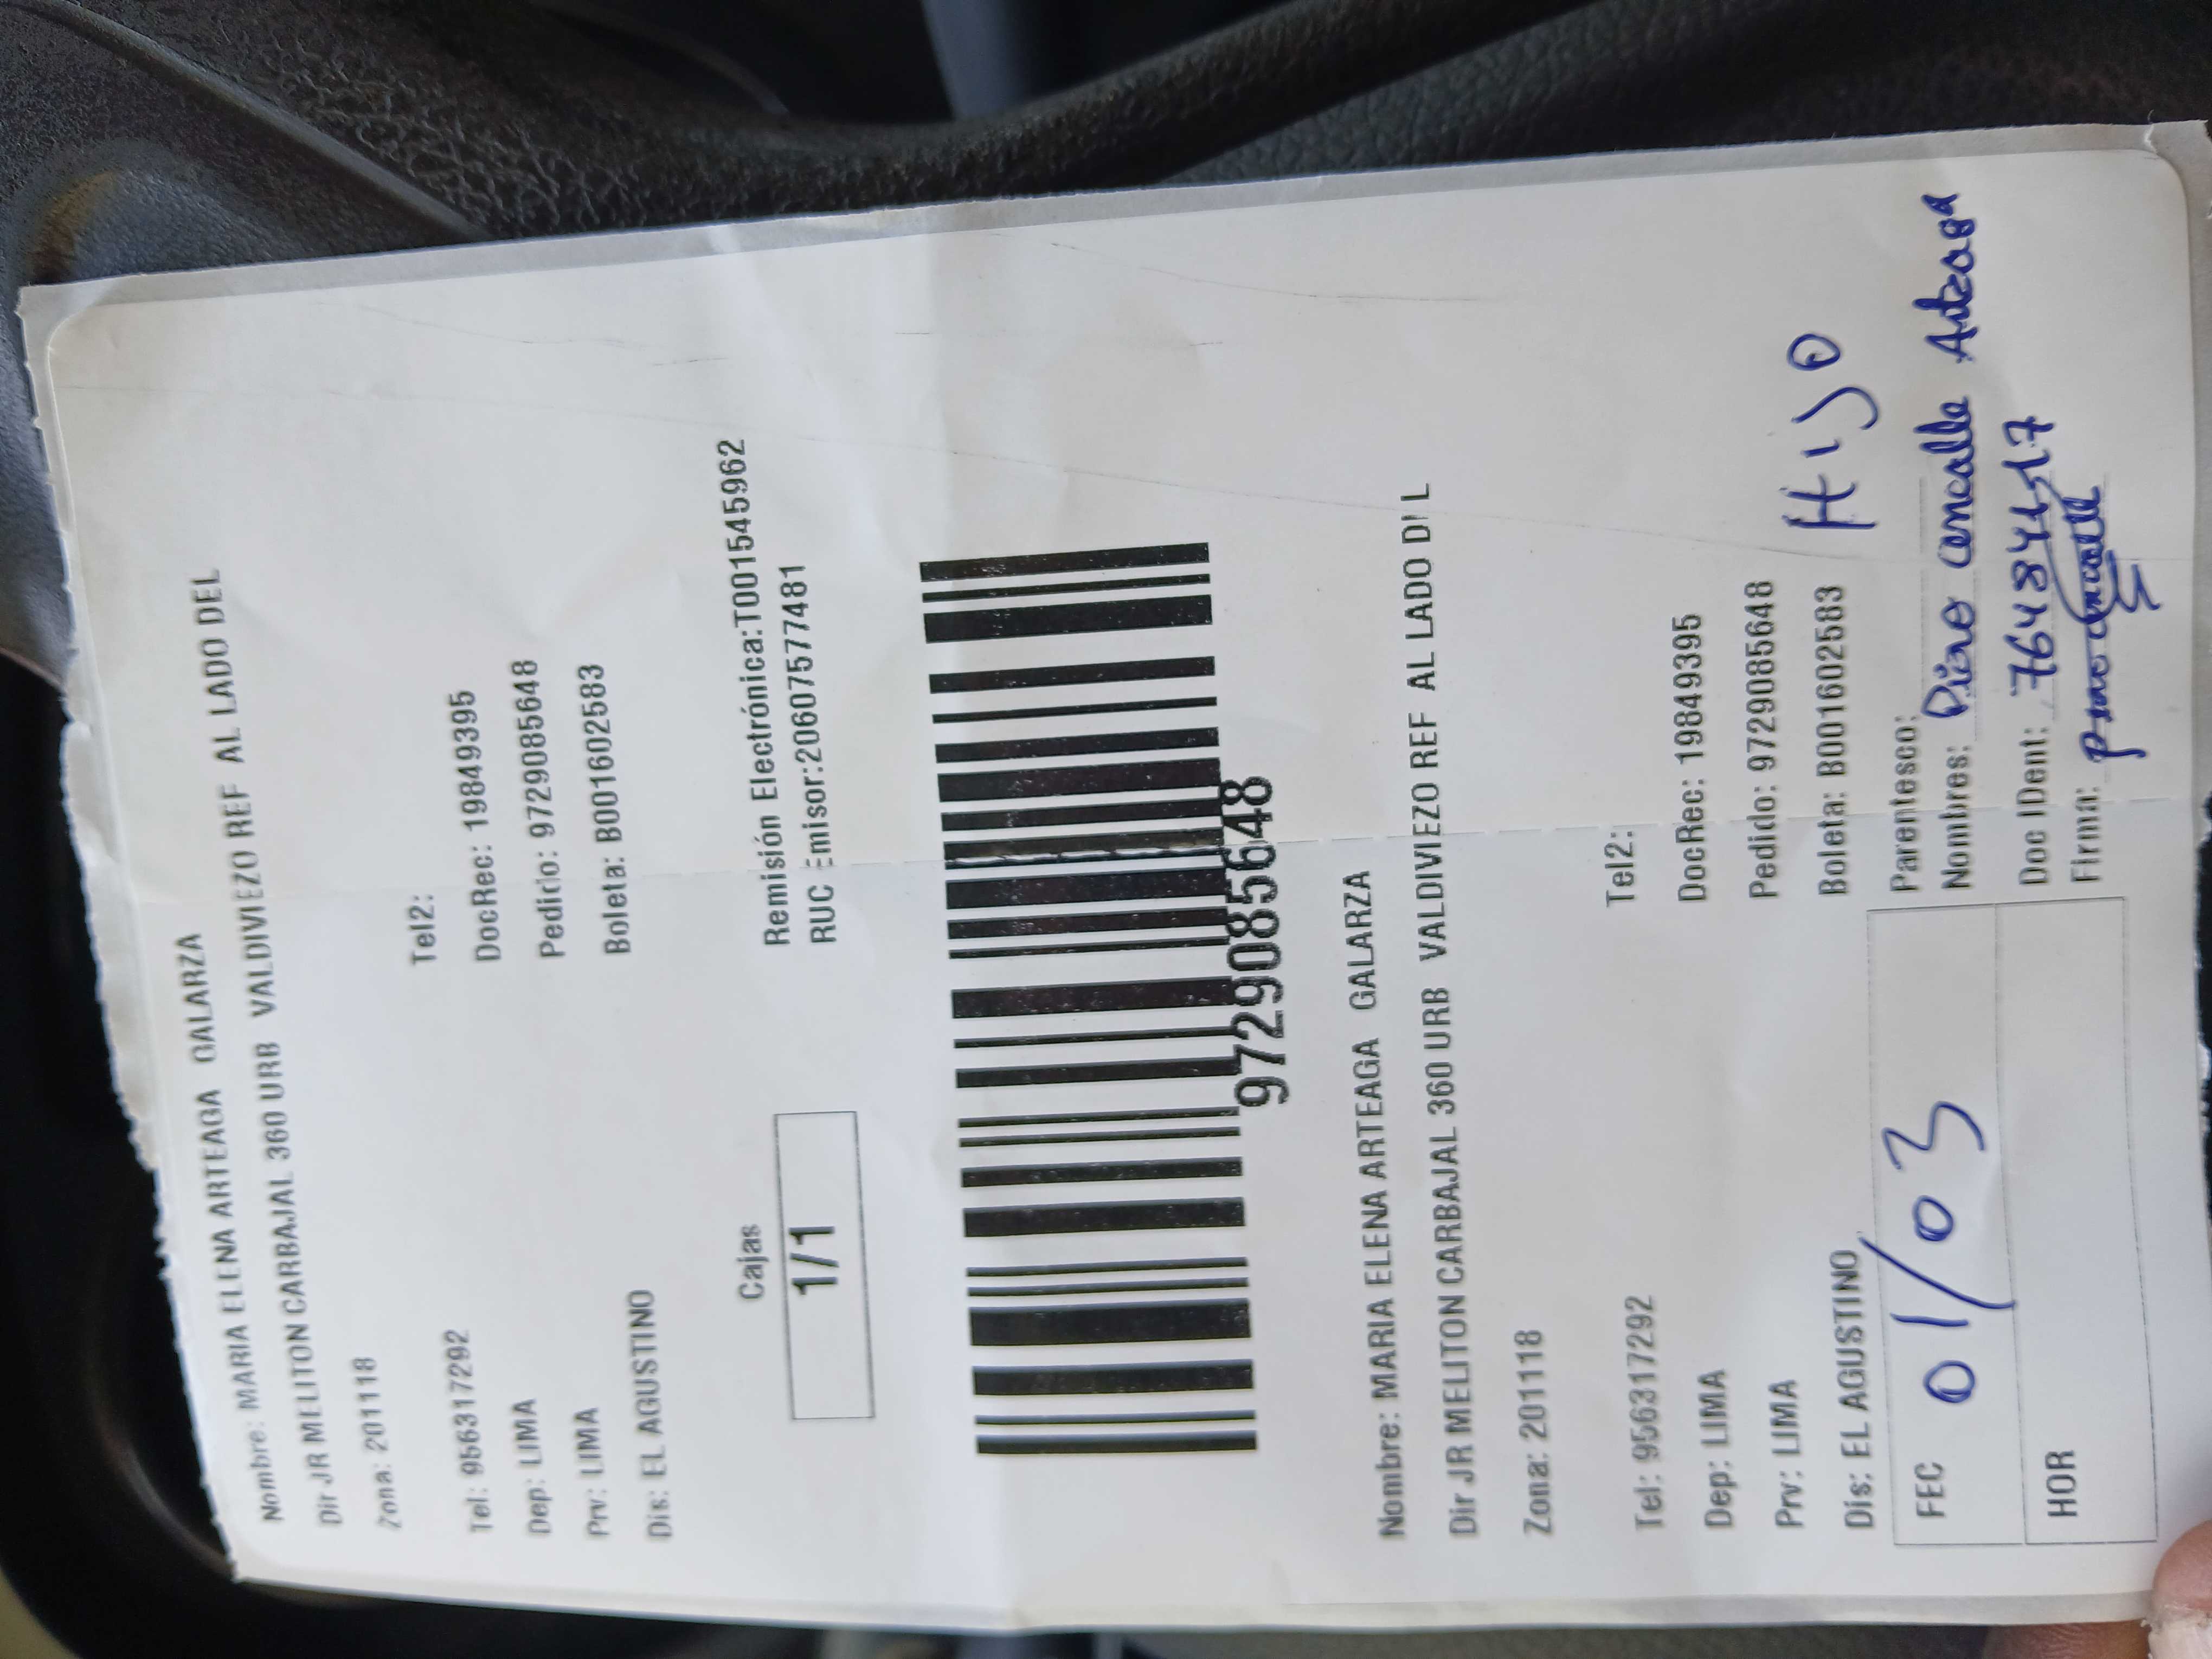 Nombre: MARIA ELENA ARTEAGA GALARZA
Dir JR MELITON CARBAJAL 360 URB VALDIVIEZO REF AL LADO DEL
Zona: 201118
Tel: 956317292 Tel2:
Dep: LIMA DocRec: 19849395
Prv: LIMA Pedido: 9729085648
Dis: EL AGUSTINO Boleta: B001602583
Cajas Remisión Electrónica:T001545962
1/1 RUC Emisor:20607577481
9729085648
Nombre: MARIA ELENA ARTEAGA GALARZA
Dir JR MELITON CARBAJAL 360 URB VALDIVIEZO REF AL LADO DEL
Zona: 201118
Tel: 956317292 Tel2:
Dep: LIMA DocRec: 19849395
Prv: LIMA Pedido: 9729085648
Dis: EL AGUSTINO Boleta: B001602583
FEC 01/03 Parentesco: HIJO
Nombres: Piero
HOR Doc IDent:
Firma: